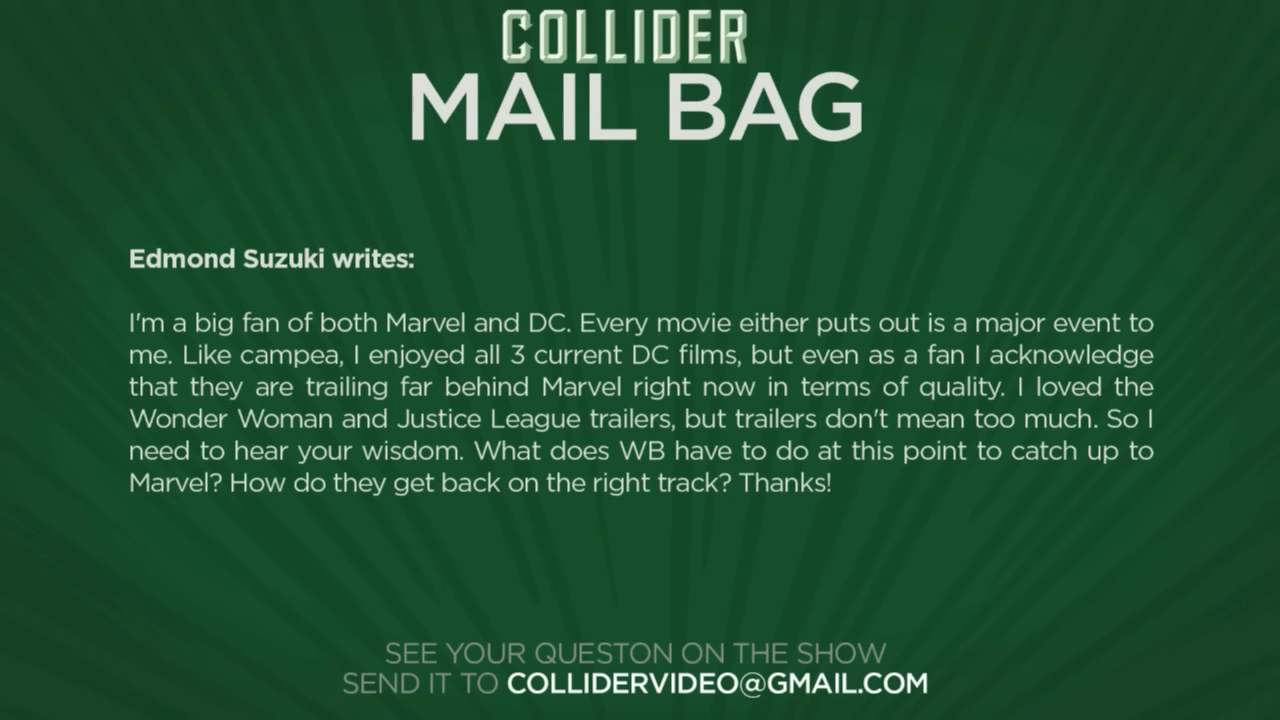 COLLIDER
MAIL BAG
Edmond Suzuki writes:
I'm a big fan of both Marvel and DC. Every movie either puts out is a major event to
me. Like campea, I enjoyed all 3 current DC films, but even as a fan I acknowledge
that they are trailing far behind Marvel right now in terms of quality. I loved the
Wonder Woman and Justice League trailers, but trailers don't mean too much. So I
need to hear your wisdom. What does WB have to do at this point to catch up to
Marvel? How do they get back on the right track? Thanks!
SEE YOUR QUESTON ON THE SHOW
SEND IT TO COLLIDERVIDEO@GMAIL.COM